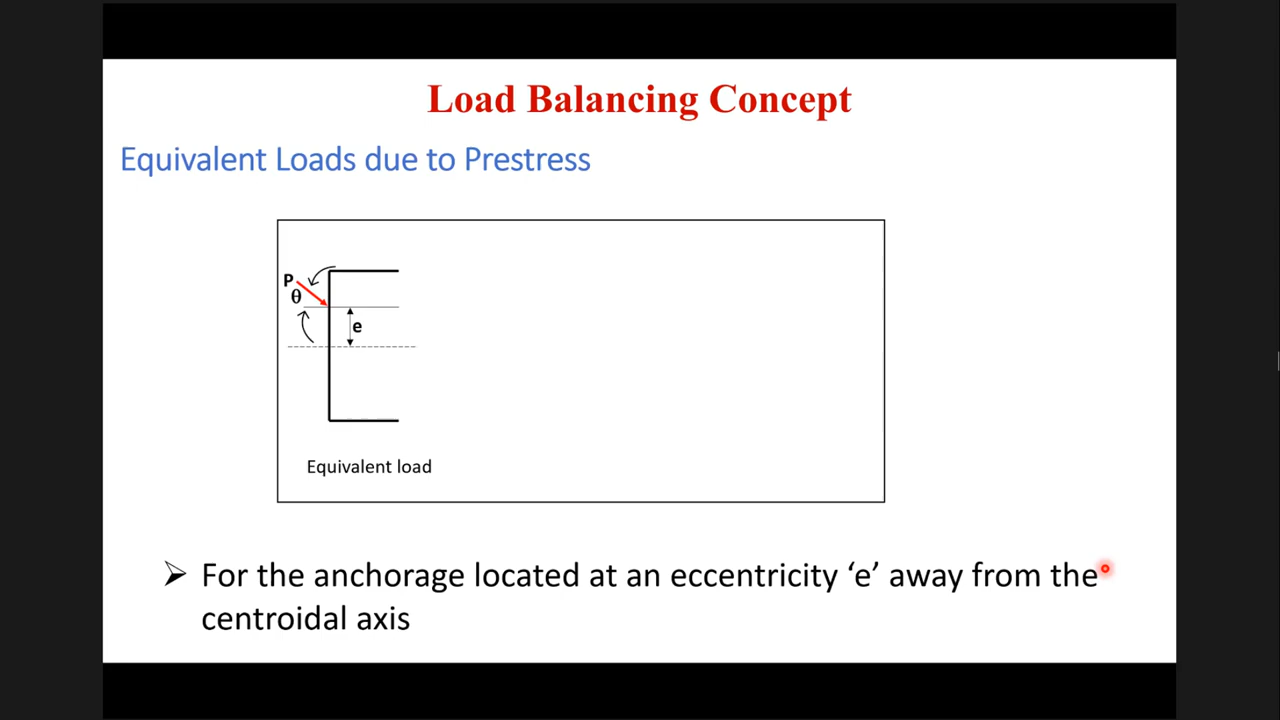 Load Balancing Concept
Equivalent Loads due to Prestress
P
θ
e
Equivalent load
➢ For the anchorage located at an eccentricity ‘e’ away from the
centroidal axis